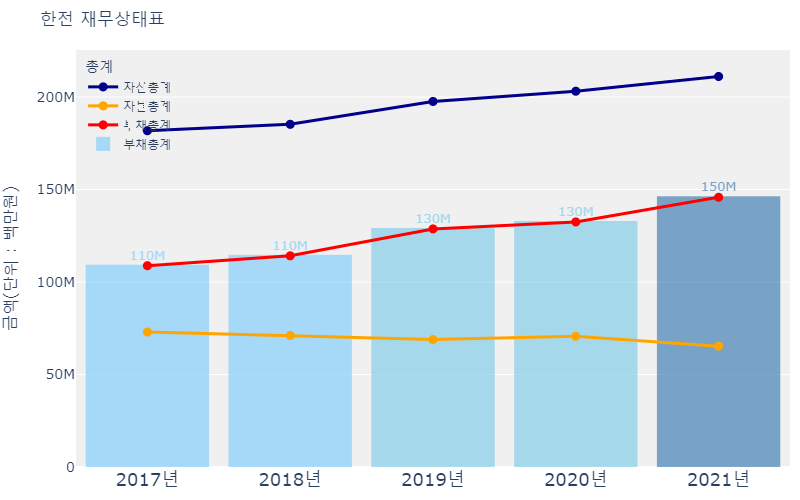 한전 재무상태표
총계
자산총계
자본총계
부채총계
부채총계
금액(단위 : 백만원)
200M
150M
100M
50M
0
110M
110M
130M
130M
150M
2017년
2018년
2019년
2020년
2021년